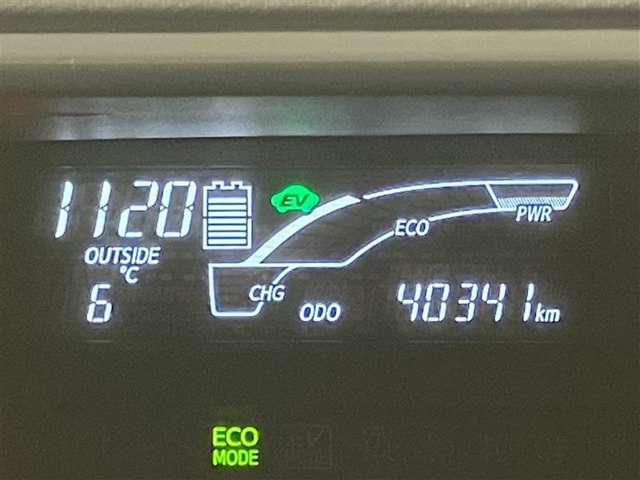 1120
EV
ECO
PWR
OUTSIDE
°C
6
CHG
ODO
40341km
ECO
MODE